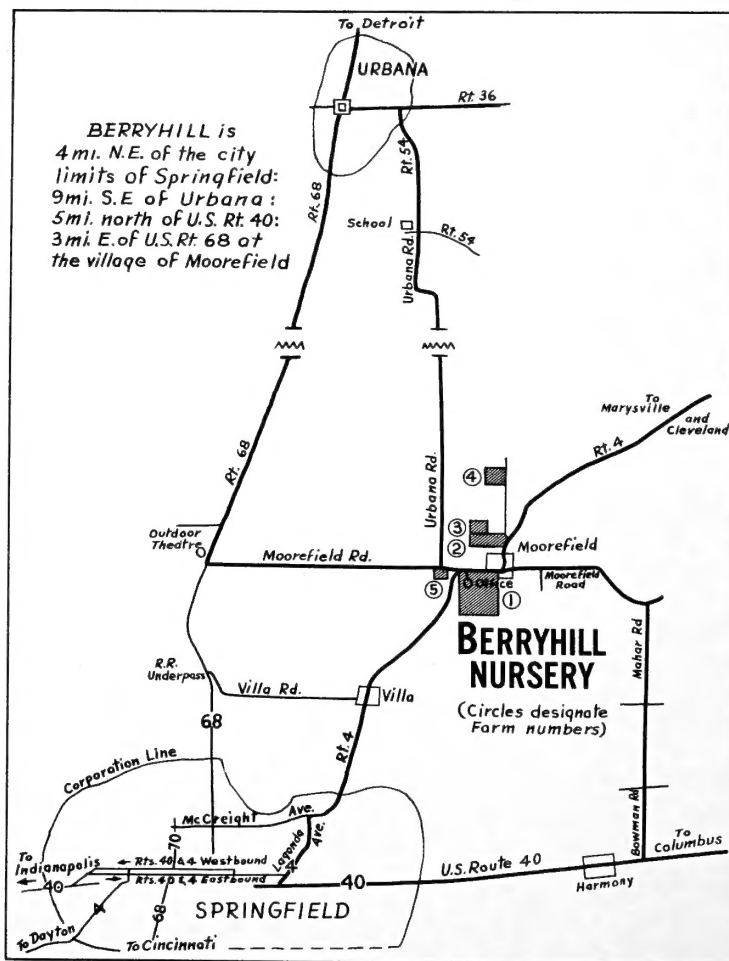 To Detroit
URBANA
Rt. 36
BERRYHILL is
4 mi. N.E. of the city
limits of Springfield:
9 mi. S.E of Urbana:
5 mi. north of U.S. Rt. 40:
3 mi. E. of U.S. Rt. 68 at
the village of Moorefield
Rt. 68
Rt. 54
School
Urbana Rd.
Rt. 54
To
Marysville
and
Cleveland
Rt. 4
Rt. 68
Urbana Rd.
④
Outdoor
Theatre
③
②
Moorefield
Moorefield Rd.
Office
Moorefield
Road
⑤
①
BERRYHILL
NURSERY
(Circles designate
Farm numbers)
Mahar Rd
R.R.
Underpass
Villa Rd.
Villa
68
Rt. 4
Corporation Line
McCreight Ave.
Lagonda
Ave.
70
Bowman Rd
To
Columbus
To
Indianapolis
40
← Rts. 40 & 4 Westbound
Rts. 40 & 4 Eastbound
40
U.S. Route 40
Harmony
4
68
SPRINGFIELD
To Dayton
To Cincinnati